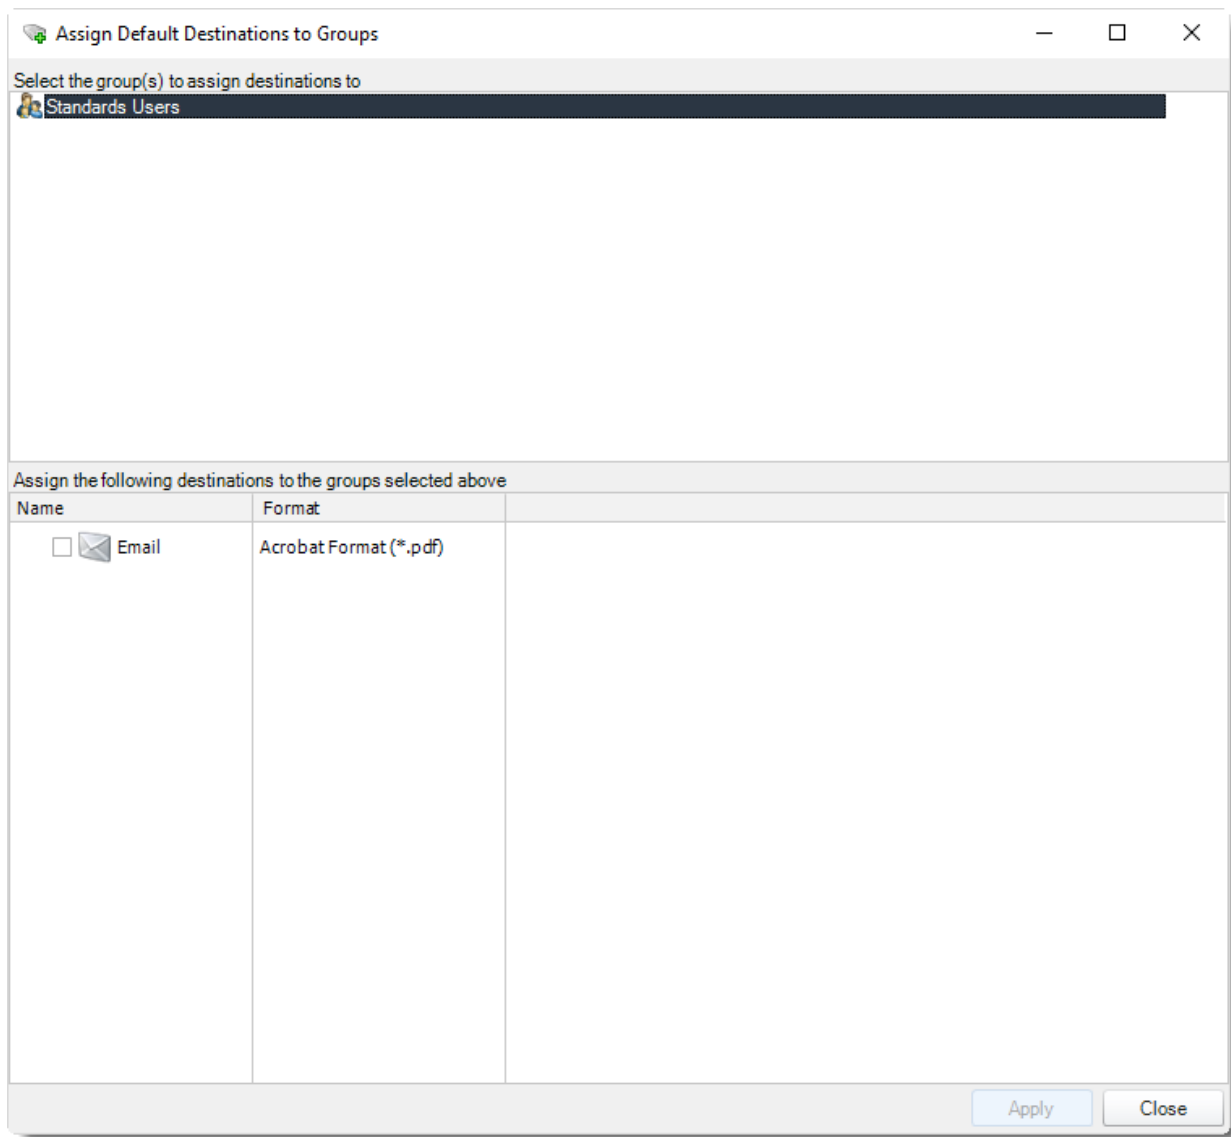 Assign Default Destinations to Groups
Select the group(s) to assign destinations to
Standards Users
Assign the following destinations to the groups selected above
Name Format
Email Acrobat Format (*.pdf)
Apply Close